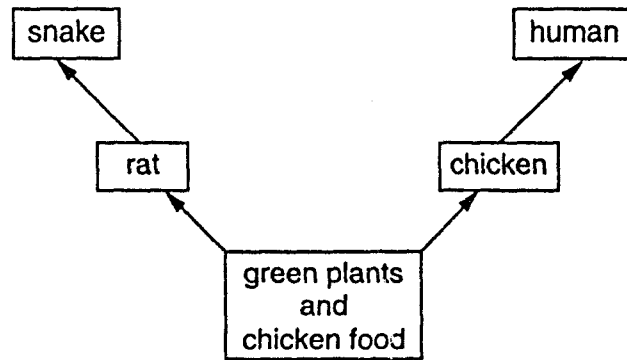 snake
human
rat
chicken
green plants
and
chicken food